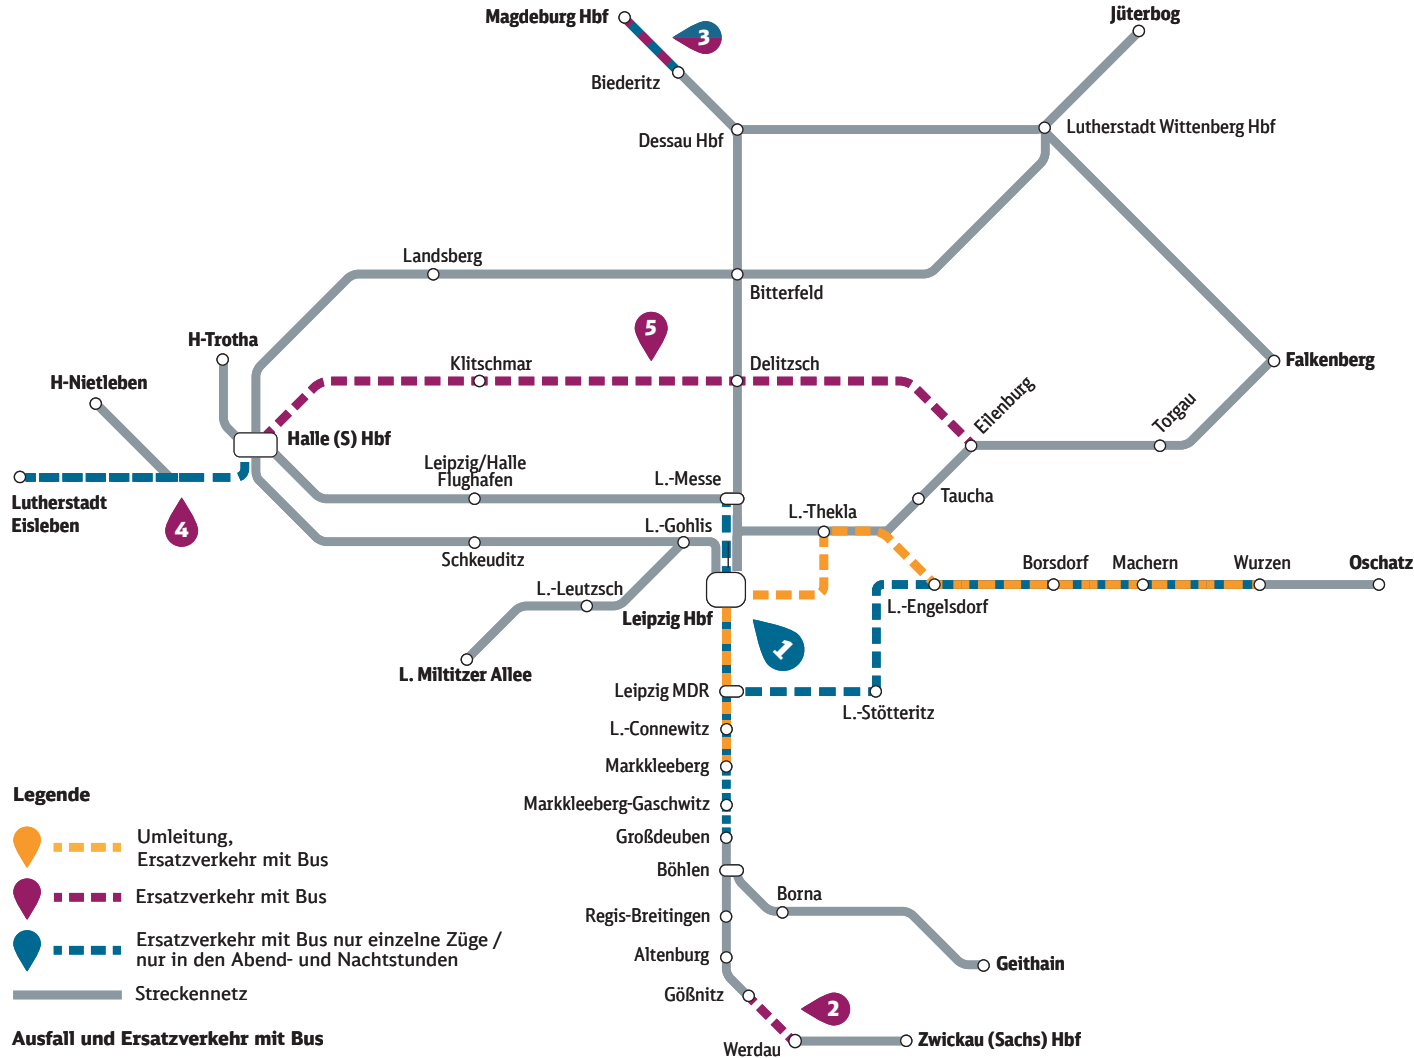 Magdeburg Hbf
3
Jüterbog
Biederitz
Dessau Hbf
Lutherstadt Wittenberg Hbf
Landsberg
Bitterfeld
H-Trotha
5
Klitschmar
Delitzsch
Falkenberg
H-Nietleben
Eilenburg
Torgau
Halle (S) Hbf
Leipzig/Halle
Flughafen
L.-Messe
Lutherstadt
Eisleben
4
Taucha
L.-Thekla
L.-Gohlis
Schkeuditz
L.-Leutzsch
Borsdorf
Machern
Wurzen
Oschatz
L.-Engelsdorf
Leipzig Hbf
1
L. Miltitzer Allee
Leipzig MDR
L.-Stötteritz
L.-Connewitz
Markkleeberg
Markkleeberg-Gaschwitz
Großdeuben
Böhlen
Borna
Regis-Breitingen
Altenburg
Geithain
Gößnitz
2
Werdau
Zwickau (Sachs) Hbf
Legende
Umleitung,
Ersatzverkehr mit Bus
Ersatzverkehr mit Bus
Ersatzverkehr mit Bus nur einzelne Züge /
nur in den Abend- und Nachtstunden
Streckennetz
Ausfall und Ersatzverkehr mit Bus